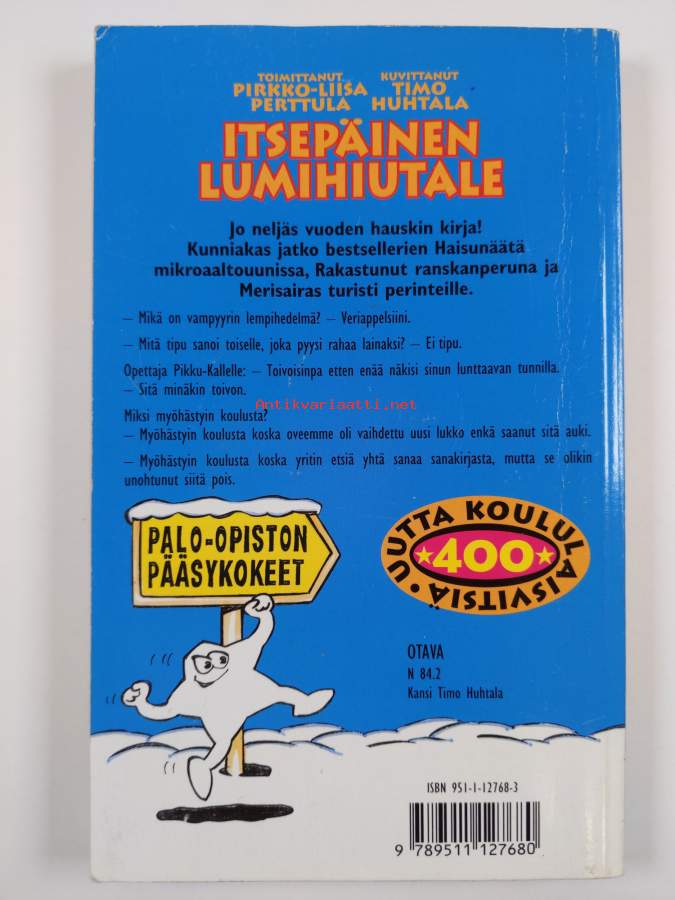 TOIMITTANUT
PIRKKO-LIISA
PERTTULA
KUVITTANUT
TIMO
HUHTALA
ITSEPÄINEN
LUMIHIUTALE
Jo neljäs vuoden hauskin kirja!
Kunniakas jatko bestsellerien Haisunäätä
mikroaaltouunissa, Rakastunut ranskanperuna ja
Merisairas turisti perinteille.
– Mikä on vampyyrin lempihedelmä? – Veriappelsiini.
– Mitä tipu sanoi toiselle, joka pyysi rahaa lainaksi? – Ei tipu.
Opettaja Pikku-Kallelle: – Toivoisinpa etten enää näkisi sinun lunttaavan tunnilla.
– Sitä minäkin toivon.
Miksi myöhästyin koulusta?
Antikvariaatti.net
– Myöhästyin koulusta koska oveemme oli vaihdettu uusi lukko enkä saanut sitä auki.
– Myöhästyin koulusta koska yritin etsiä yhtä sanaa sanakirjasta, mutta se olikin
unohtunut siitä pois.
PALO-OPISTON
PÄÄSYKOKEET
UUTTA KOULULAISVITSIÄ
400
OTAVA
N 84.2
Kansi Timo Huhtala
ISBN 951-1-12768-3
9 789511 127680